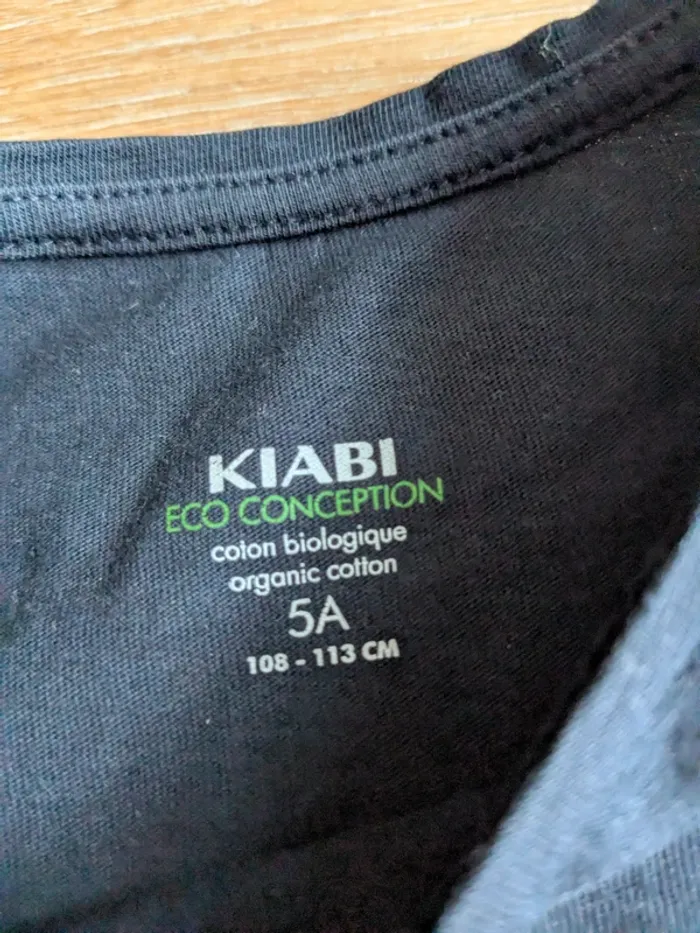 KIABI
ECO CONCEPTION
coton biologique
organic cotton
5A
108 - 113 CM